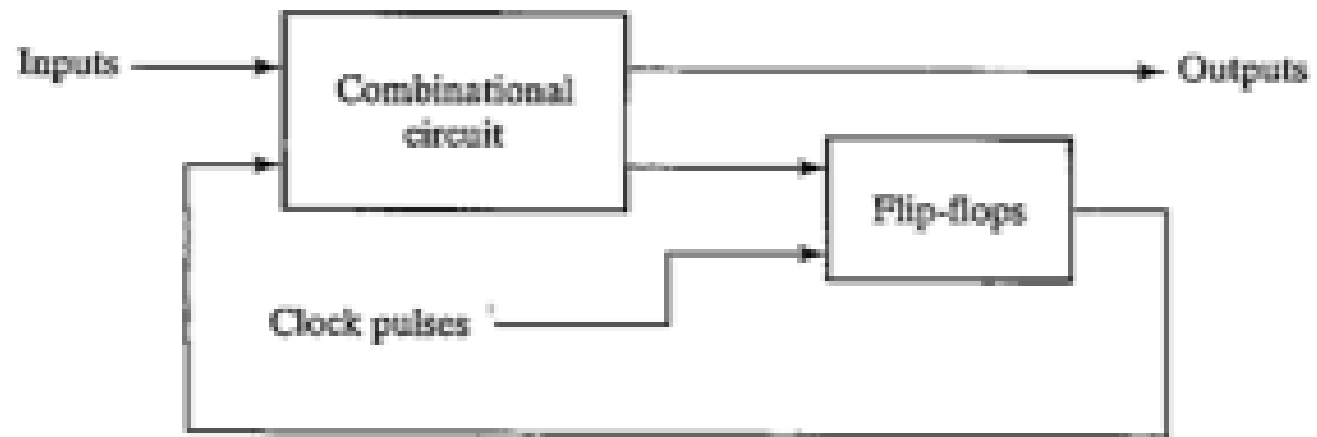 Inputs
Combinational
circuit
Outputs
Flip-flops
Clock pulses